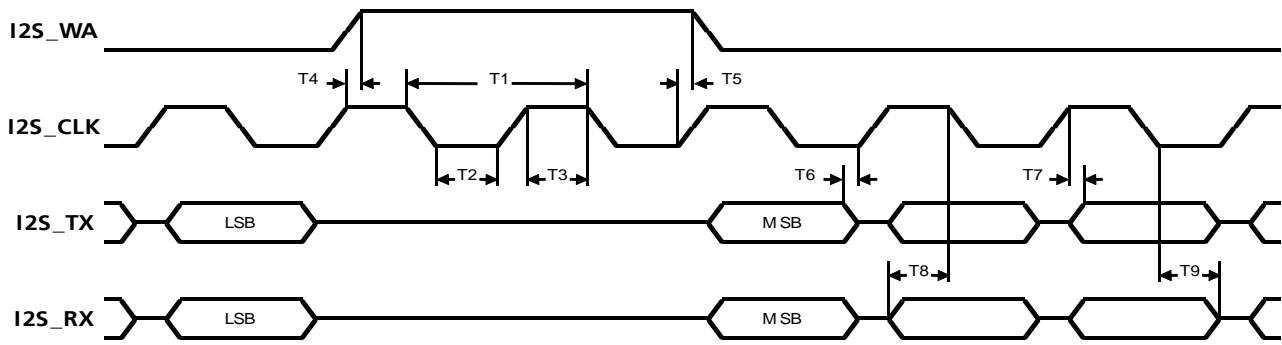 I2S_WA
T4
T1
T5
I2S_CLK
T2
T3
T6
T7
I2S_TX
LSB
MSB
T8
T9
I2S_RX
LSB
MSB